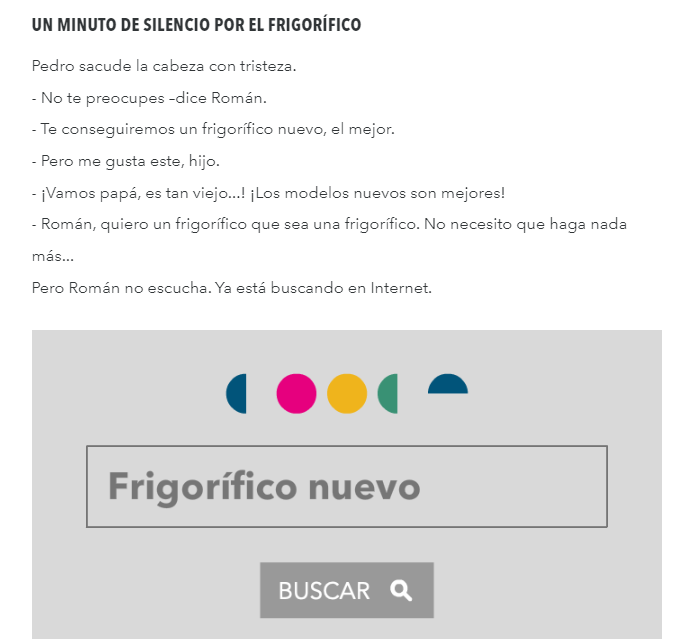 UN MINUTO DE SILENCIO POR EL FRIGORÍFICO
Pedro sacude la cabeza con tristeza.
- No te preocupes –dice Román.
- Te conseguiremos un frigorífico nuevo, el mejor.
- Pero me gusta este, hijo.
- ¡Vamos papá, es tan viejo...! ¡Los modelos nuevos son mejores!
- Román, quiero un frigorífico que sea una frigorífico. No necesito que haga nada
más...
Pero Román no escucha. Ya está buscando en Internet.
Frigorífico nuevo
BUSCAR